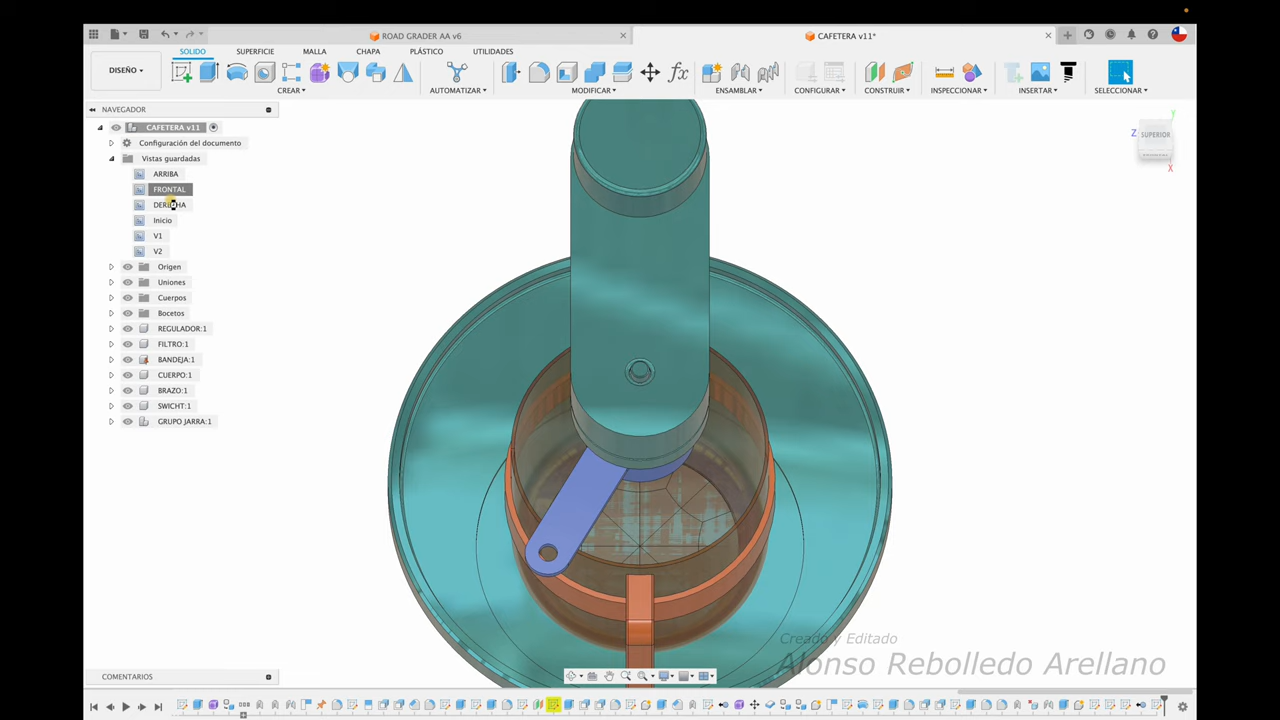 ROAD GRADER AA v6
CAFETERA v11*
SOLIDO
SUPERFICIE
MALLA
CHAPA
PLÁSTICO
UTILIDADES
DISEÑO
CREAR
AUTOMATIZAR
MODIFICAR
ENSAMBLAR
CONFIGURAR
CONSTRUIR
INSPECCIONAR
INSERTAR
SELECCIONAR
NAVEGADOR
CAFETERA v11
Configuración del documento
Vistas guardadas
ARRIBA
FRONTAL
DERECHA
Inicio
V1
V2
Origen
Uniones
Cuerpos
Bocetos
REGULADOR:1
FILTRO:1
BANDEJA:1
CUERPO:1
BRAZO:1
SWICHT:1
GRUPO JARRA:1
Y
Z
SUPERIOR
X
Creado y Editado
Alonso Rebolledo Arellano
COMENTARIOS